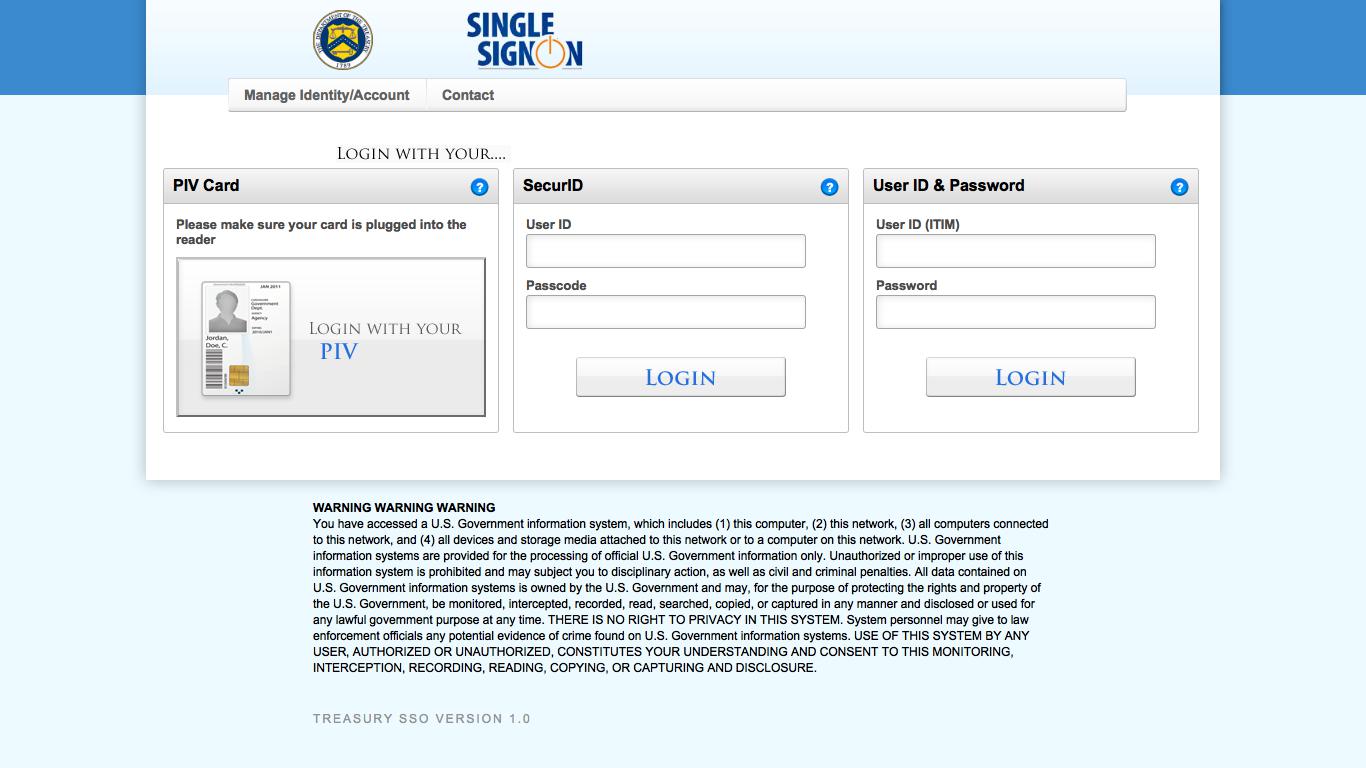 THE DEPARTMENT OF THE TREASURY
1789
SINGLE
SIGN ON
Manage Identity/Account
Contact
LOGIN WITH YOUR....
PIV Card
?
Please make sure your card is plugged into the
reader
JAN 2011
Government
Dept.
Agency
Jordan,
Doe, C.
LOGIN WITH YOUR
PIV
SecurID
?
User ID
Passcode
LOGIN
User ID & Password
?
User ID (ITIM)
Password
LOGIN
WARNING WARNING WARNING
You have accessed a U.S. Government information system, which includes (1) this computer, (2) this network, (3) all computers connected
to this network, and (4) all devices and storage media attached to this network or to a computer on this network. U.S. Government
information systems are provided for the processing of official U.S. Government information only. Unauthorized or improper use of this
information system is prohibited and may subject you to disciplinary action, as well as civil and criminal penalties. All data contained on
U.S. Government information systems is owned by the U.S. Government and may, for the purpose of protecting the rights and property of
the U.S. Government, be monitored, intercepted, recorded, read, searched, copied, or captured in any manner and disclosed or used for
any lawful government purpose at any time. THERE IS NO RIGHT TO PRIVACY IN THIS SYSTEM. System personnel may give to law
enforcement officials any potential evidence of crime found on U.S. Government information systems. USE OF THIS SYSTEM BY ANY
USER, AUTHORIZED OR UNAUTHORIZED, CONSTITUTES YOUR UNDERSTANDING AND CONSENT TO THIS MONITORING,
INTERCEPTION, RECORDING, READING, COPYING, OR CAPTURING AND DISCLOSURE.
TREASURY SSO VERSION 1.0